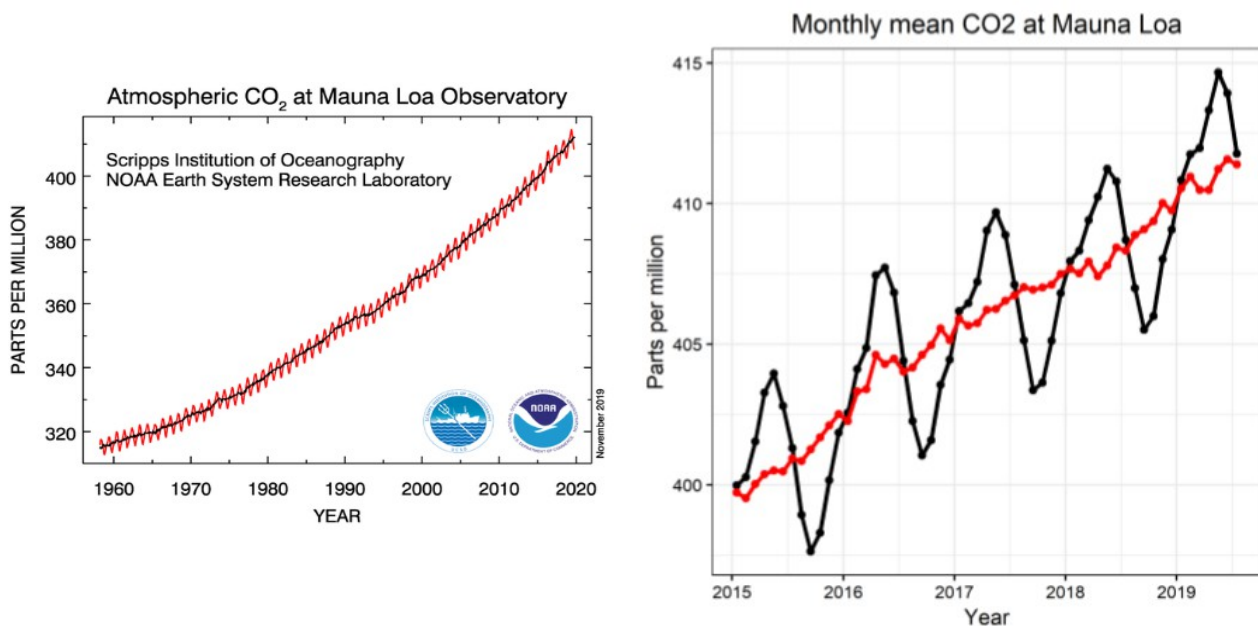 Atmospheric CO₂ at Mauna Loa Observatory
Scripps Institution of Oceanography
NOAA Earth System Research Laboratory
PARTS PER MILLION
400
380
360
340
320
1960 1970 1980 1990 2000 2010 2020
YEAR
NOAA
November 2019
Monthly mean CO2 at Mauna Loa
Parts per million
415
410
405
400
2015 2016 2017 2018 2019
Year